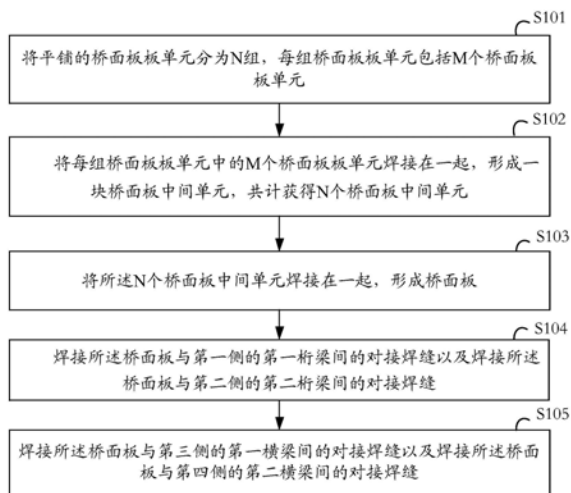 S101
将平铺的桥面板板单元分为N组，每组桥面板板单元包括M个桥面板
板单元
S102
将每组桥面板板单元中的M个桥面板板单元焊接在一起，形成一
块桥面板中间单元，共计获得N个桥面板中间单元
S103
将所述N个桥面板中间单元焊接在一起，形成桥面板
S104
焊接所述桥面板与第一侧的第一桁梁间的对接焊缝以及焊接所述
桥面板与第二侧的第二桁梁间的对接焊缝
S105
焊接所述桥面板与第三侧的第一横梁间的对接焊缝以及焊接所述桥面
板与第四侧的第二横梁间的对接焊缝